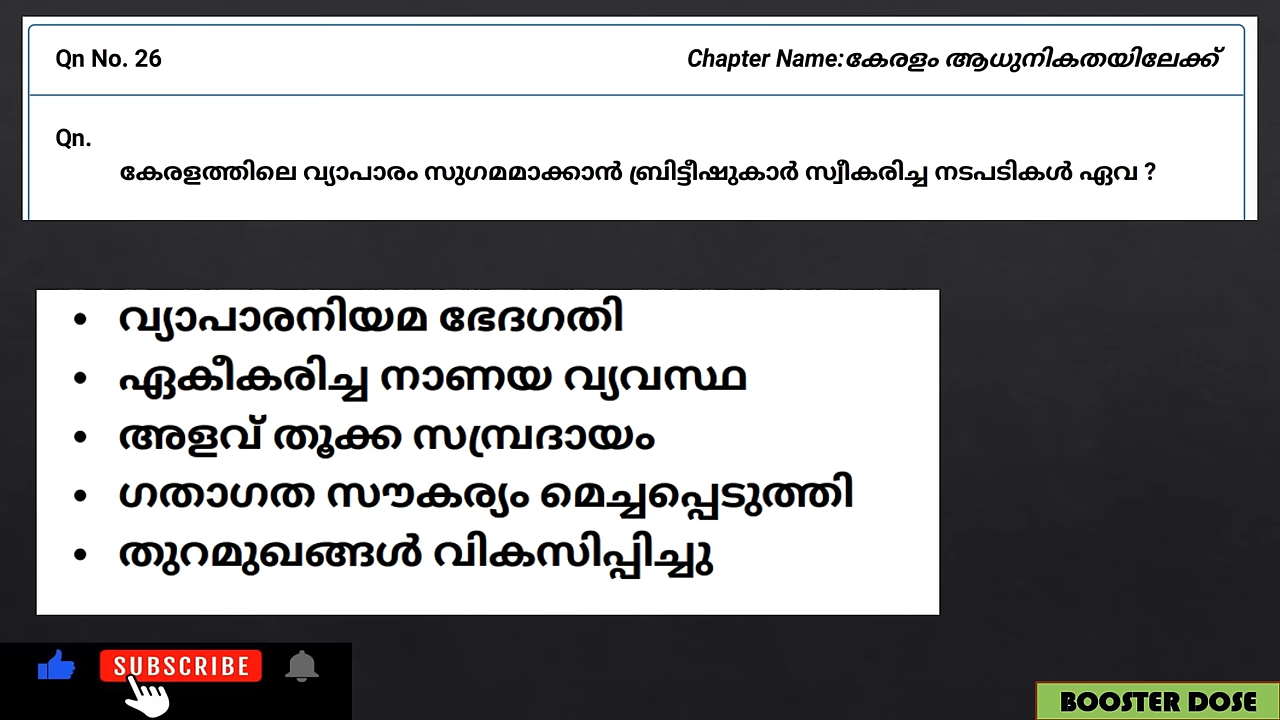 Qn No. 26
Chapter Name:കേരളം ആധുനികതയിലേക്ക്
Qn.
കേരളത്തിലെ വ്യാപാരം സുഗമമാക്കാൻ ബ്രിട്ടീഷുകാർ സ്വീകരിച്ച നടപടികൾ ഏവ ?
• വ്യാപാരനിയമ ഭേദഗതി
• ഏകീകരിച്ച നാണയ വ്യവസ്ഥ
• അളവ് തൂക്ക സമ്പ്രദായം
• ഗതാഗത സൗകര്യം മെച്ചപ്പെടുത്തി
• തുറമുഖങ്ങൾ വികസിപ്പിച്ചു
SUBSCRIBE
BOOSTER DOSE